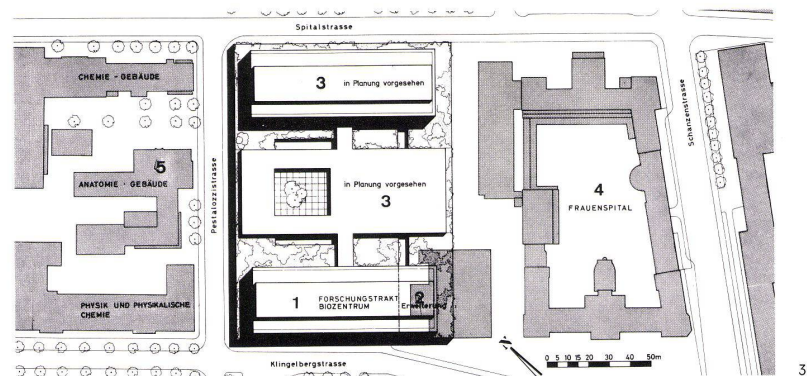 Spitalstrasse
CHEMIE - GEBÄUDE
3 in Planung vorgesehen
Schanzenstrasse
Pestalozzistrasse
5
ANATOMIE - GEBÄUDE
in Planung vorgesehen
3
4
FRAUENSPITAL
1 FORSCHUNGSTRAKT
BIOZENTRUM
2
Erweiterung
PHYSIK UND PHYSIKALISCHE
CHEMIE
Klingelbergstrasse
0 5 10 15 20 30 40 50m
3